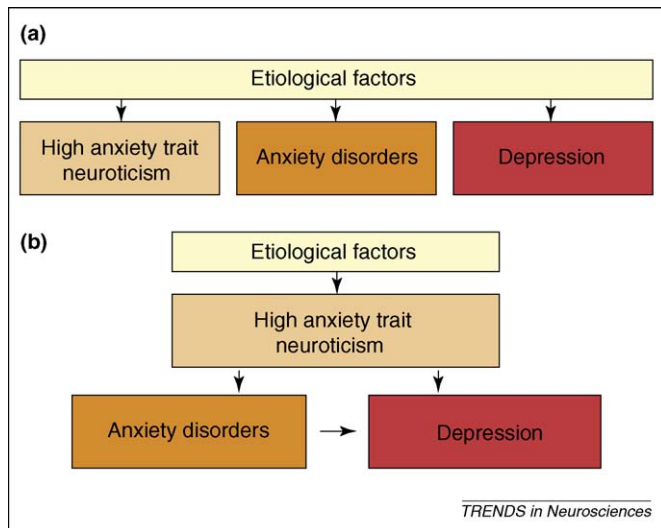 (a)
Etiological factors
High anxiety trait
neuroticism
Anxiety disorders
Depression
(b)
Etiological factors
High anxiety trait
neuroticism
Anxiety disorders
Depression
TRENDS in Neurosciences